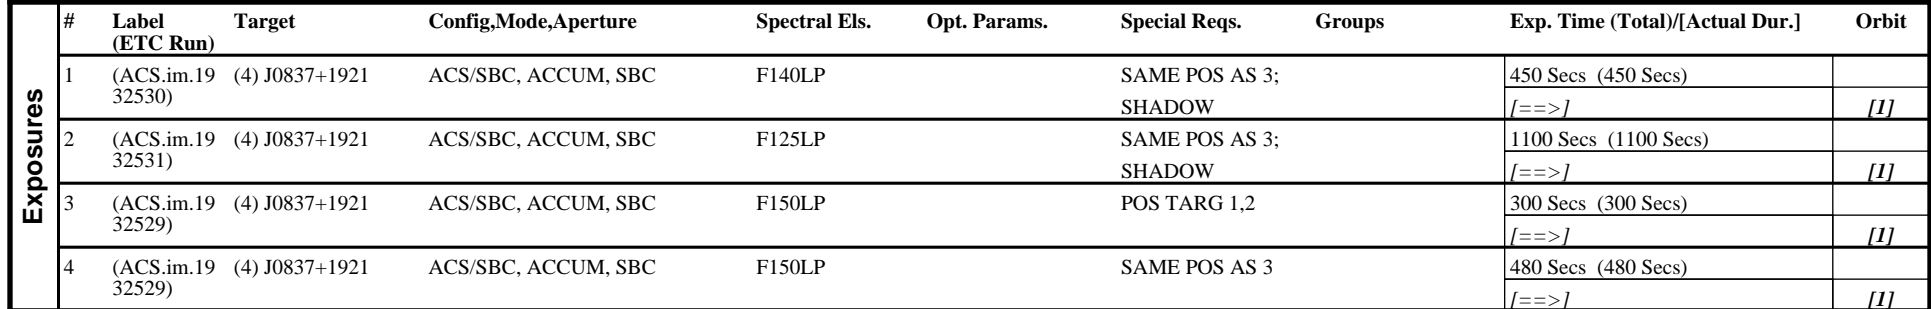 # Label Target Config,Mode,Aperture Spectral Els. Opt. Params. Special Reqs. Groups Exp. Time (Total)/[Actual Dur.] Orbit
(ETC Run)
Exposures
1 (ACS.im.19 (4) J0837+1921 ACS/SBC, ACCUM, SBC F140LP SAME POS AS 3; 450 Secs (450 Secs)
32530) SHADOW [==>] [1]
2 (ACS.im.19 (4) J0837+1921 ACS/SBC, ACCUM, SBC F125LP SAME POS AS 3; 1100 Secs (1100 Secs)
32531) SHADOW [==>] [1]
3 (ACS.im.19 (4) J0837+1921 ACS/SBC, ACCUM, SBC F150LP POS TARG 1,2 300 Secs (300 Secs)
32529) [==>] [1]
4 (ACS.im.19 (4) J0837+1921 ACS/SBC, ACCUM, SBC F150LP SAME POS AS 3 480 Secs (480 Secs)
32529) [==>] [1]